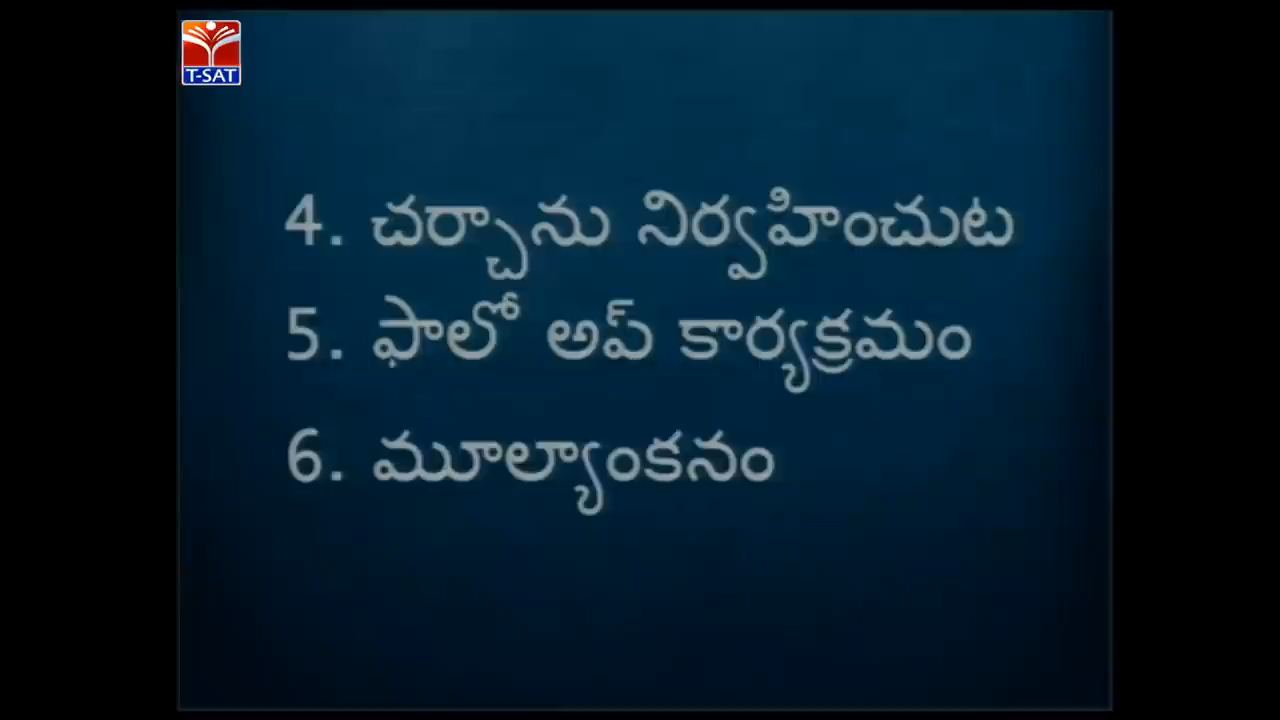 T-SAT
4. చర్చాను నిర్వహించుట
5. ఫాలో అప్ కార్యక్రమం
6. మూల్యాంకనం